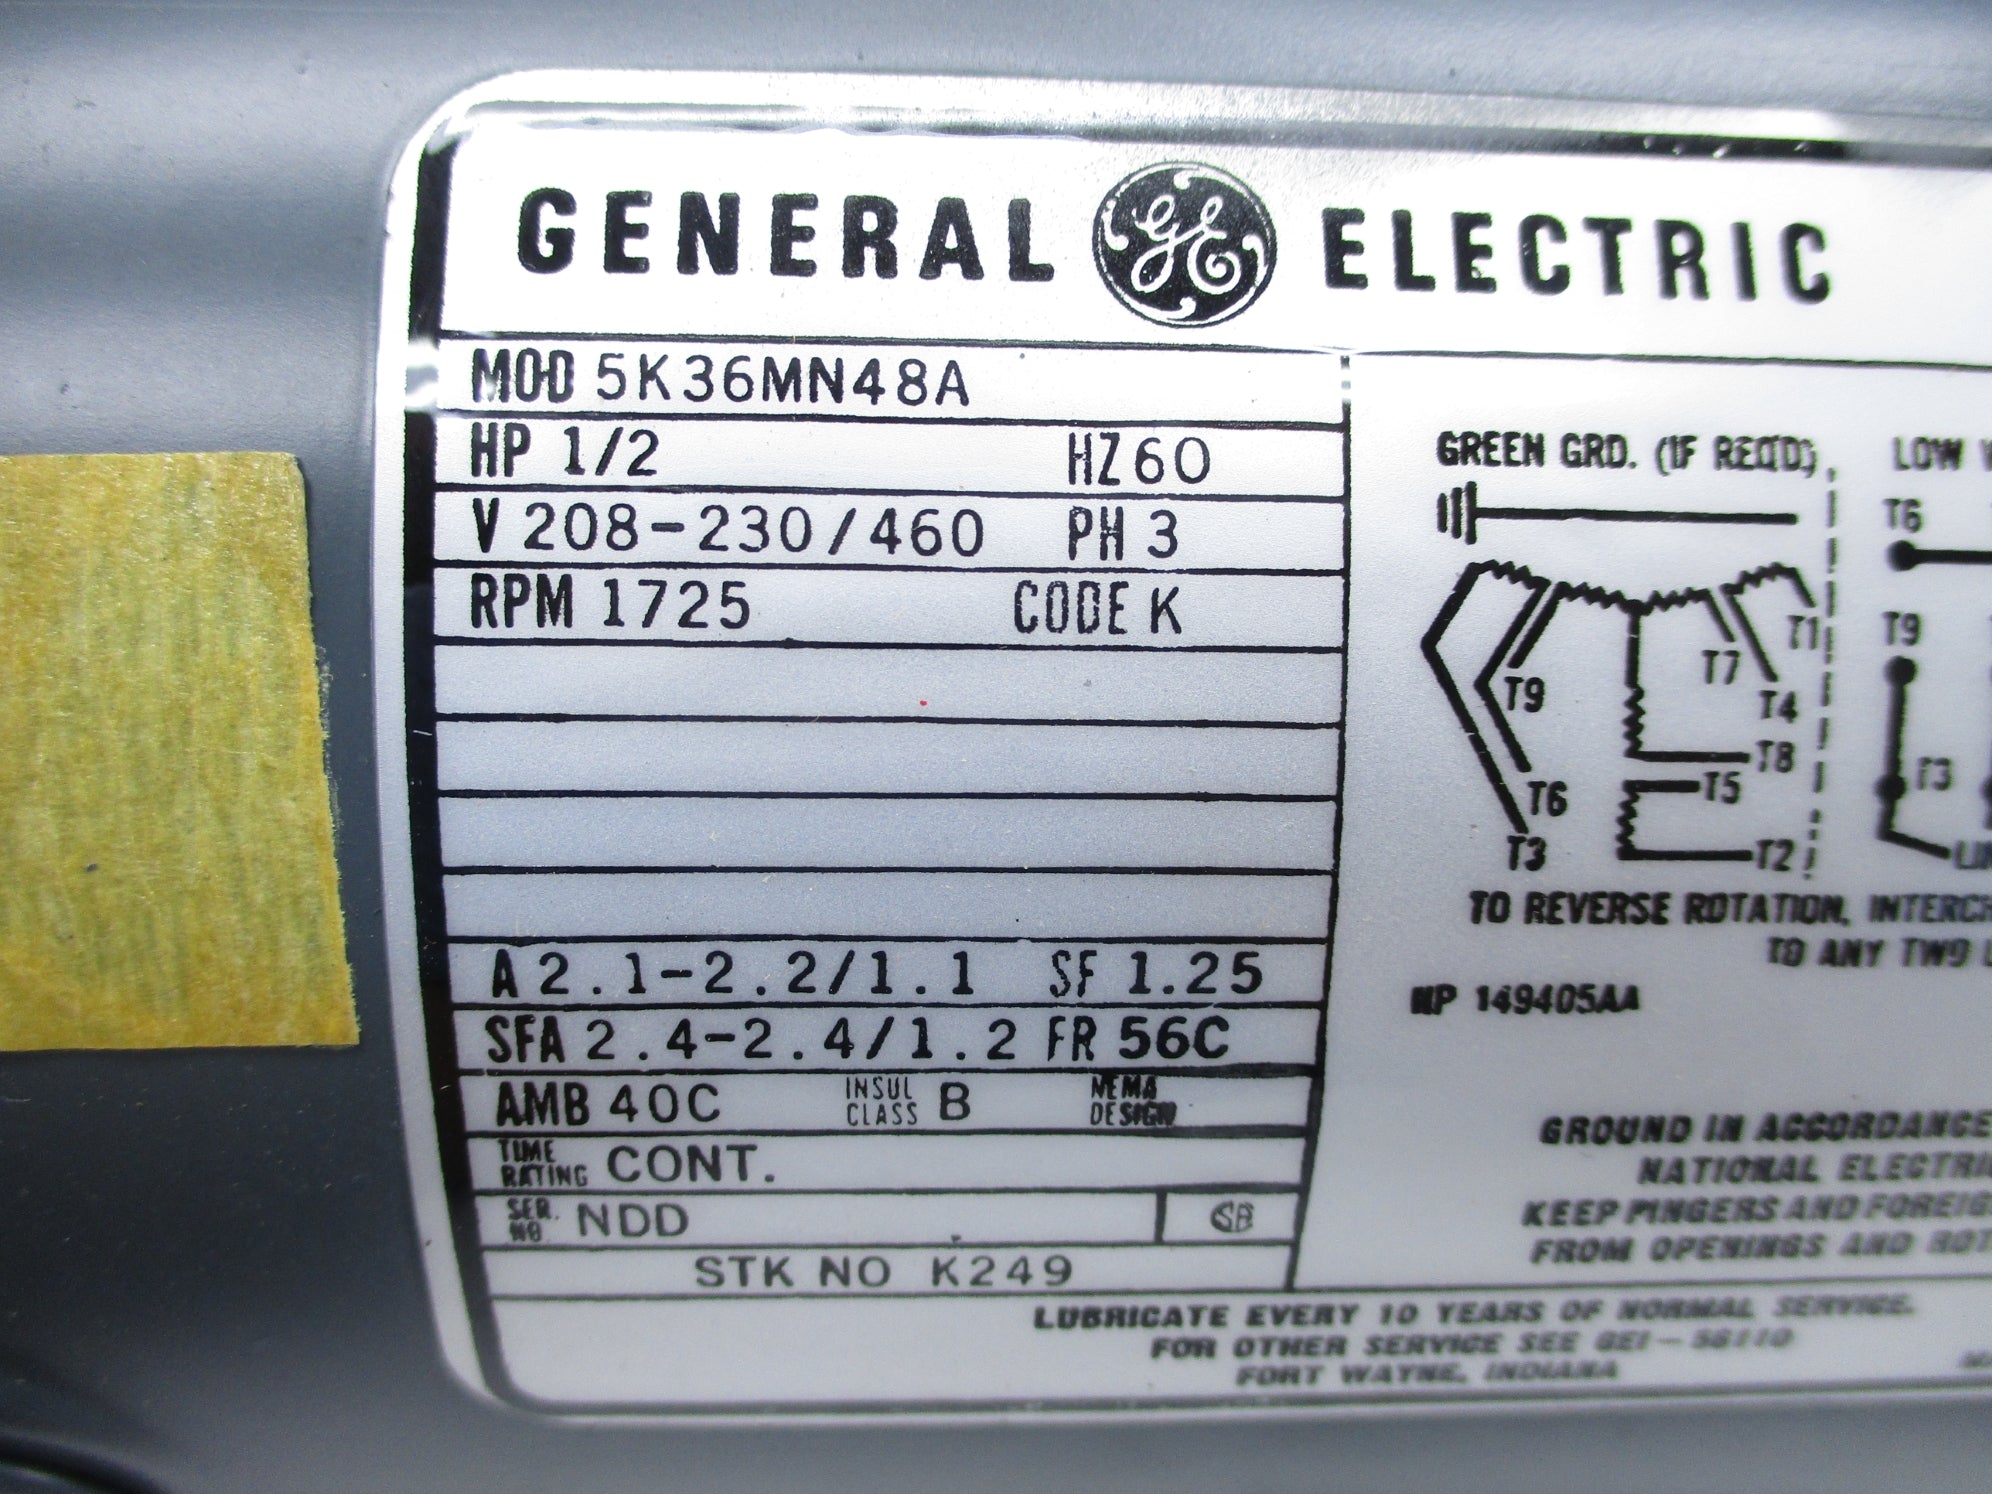 GENERAL GE ELECTRIC
MOD 5K36MN48A
HP 1/2 HZ 60
V 208-230/460 PH 3
RPM 1725 CODE K
A 2.1-2.2/1.1 SF 1.25
SFA 2.4-2.4/1.2 FR 56C
AMB 40C INSUL CLASS B NEMA DESIGN
TIME RATING CONT.
SER. NO NDD
STK NO K249
GREEN GRD. (IF REQ'D)
LOW
T6
T9
T3
T1
T7
T4
T9
T8
T5
T6
T3
T2
TO REVERSE ROTATION, INTERCH
TO ANY TWO L
NP 149405AA
GROUND IN ACCORDANCE
NATIONAL ELECTRI
KEEP FINGERS AND FOREIG
FROM OPENINGS AND ROT
LUBRICATE EVERY 10 YEARS OF NORMAL SERVICE.
FOR OTHER SERVICE SEE GEI-56110
FORT WAYNE, INDIANA